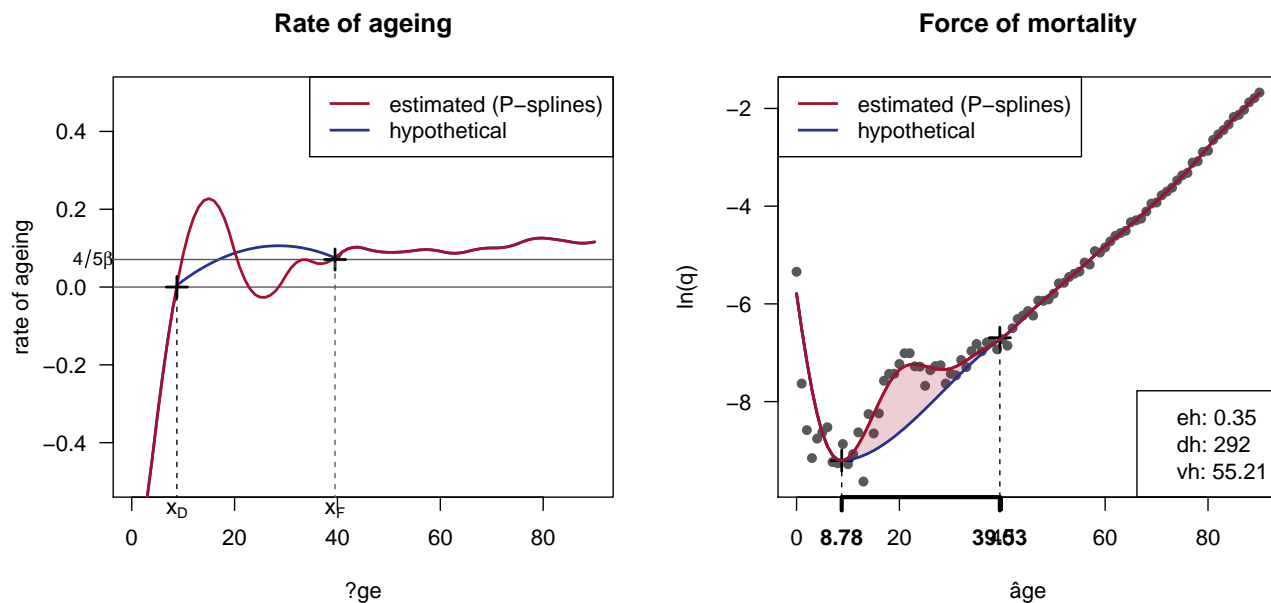 Rate of ageing
estimated (P−splines)
hypothetical
0.4
0.2
4/5β
0.0
−0.2
−0.4
rate of ageing
x_D
x_F
0
20
40
60
80
?ge
Force of mortality
estimated (P−splines)
hypothetical
−2
−4
−6
−8
ln(q)
eh: 0.35
dh: 292
vh: 55.21
0
20
60
80
8.78
39.53
âge